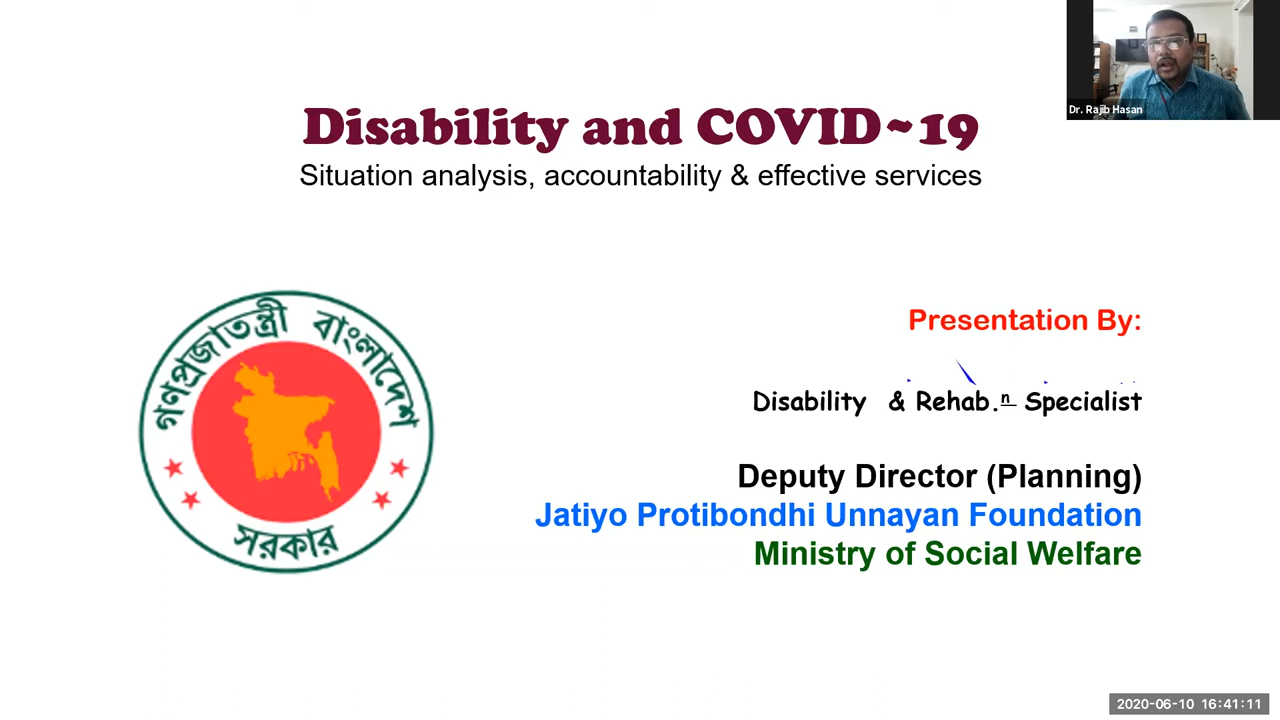 Disability and COVID~19
Situation analysis, accountability & effective services
Dr. Rajib Hasan
গণপ্রজাতন্ত্রী বাংলাদেশ
সরকার
Presentation By:
Disability & Rehab.n Specialist
Deputy Director (Planning)
Jatiyo Protibondhi Unnayan Foundation
Ministry of Social Welfare
2020-06-10 16:41:11